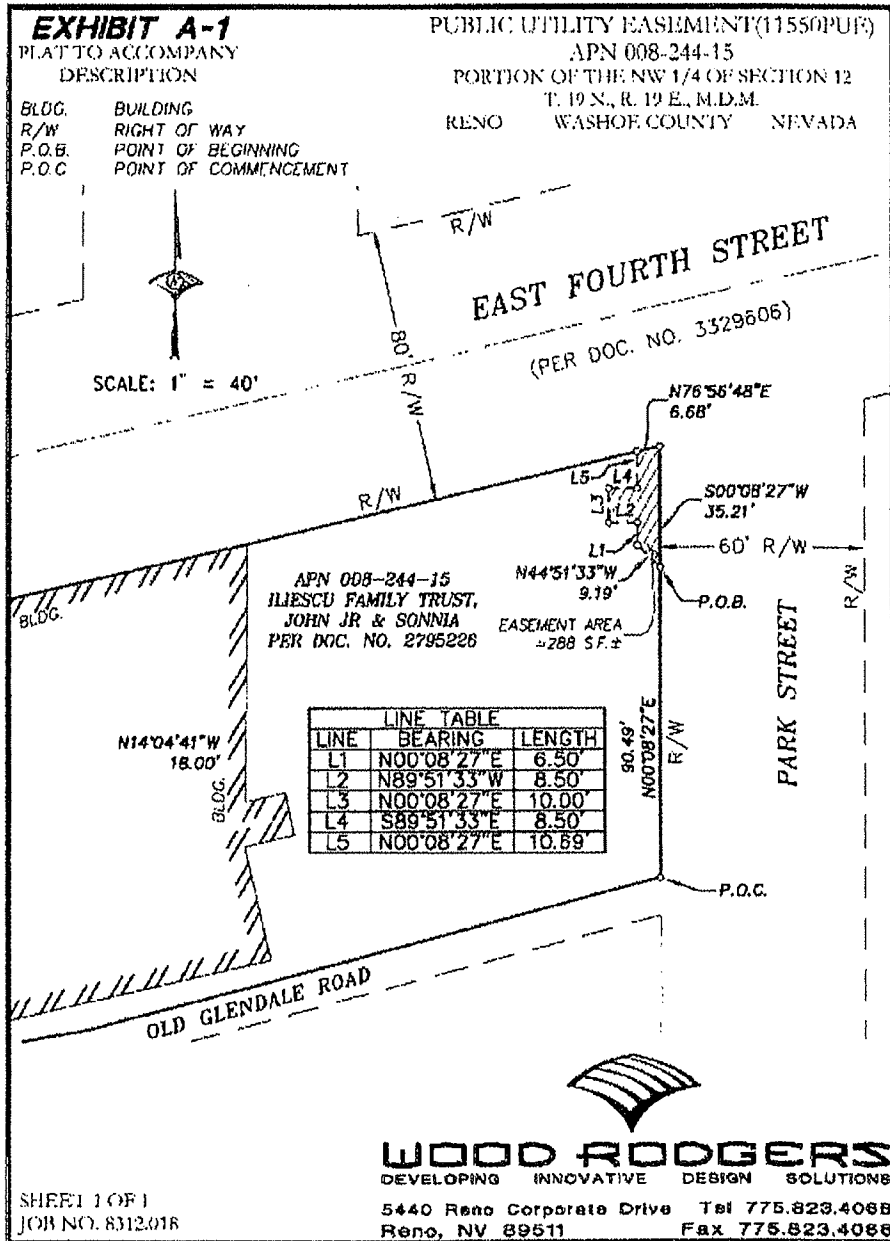 EXHIBIT A-1
PLAT TO ACCOMPANY
DESCRIPTION
PUBLIC UTILITY EASEMENT(11550PUE)
APN 008-244-15
PORTION OF THE NW 1/4 OF SECTION 12
T. 19 N., R. 19 E., M.D.M.
RENO WASHOE COUNTY NEVADA
BLDG. BUILDING
R/W RIGHT OF WAY
P.O.B. POINT OF BEGINNING
P.O.C POINT OF COMMENCEMENT
R/W
EAST FOURTH STREET
(PER DOC. NO. 3329606)
80' R/W
SCALE: 1" = 40'
N76°56'48"E
6.68'
L5
L4
L3
L2
L1
S00°08'27"W
35.21'
R/W
60' R/W
R/W
N44°51'33"W
9.19'
P.O.B.
BLDG.
APN 008-244-15
ILIESCU FAMILY TRUST,
JOHN JR & SONNIA
PER DOC. NO. 2795226
EASEMENT AREA
=288 S.F.±
PARK STREET
N14°04'41"W
18.00'
BLDG.
90.49'
N00°08'27"E
R/W
LINE TABLE
LINE BEARING LENGTH
L1 N00°08'27"E 6.50'
L2 N89°51'33"W 8.50'
L3 N00°08'27"E 10.00'
L4 S89°51'33"E 8.50'
L5 N00°08'27"E 10.69'
P.O.C.
OLD GLENDALE ROAD
WOOD RODGERS
DEVELOPING INNOVATIVE DESIGN SOLUTIONS
5440 Reno Corporate Drive Tel 775.823.4068
Reno, NV 89511 Fax 775.823.4066
SHEET 1 OF 1
JOB NO. 8312.018